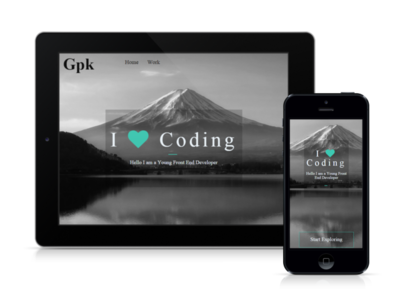 Gpk
Home Work
I ♥ Coding
Hello I am a Young Front End Developer
I ♥
Coding
Hello I am a Young Front
End Developer
Start Exploring